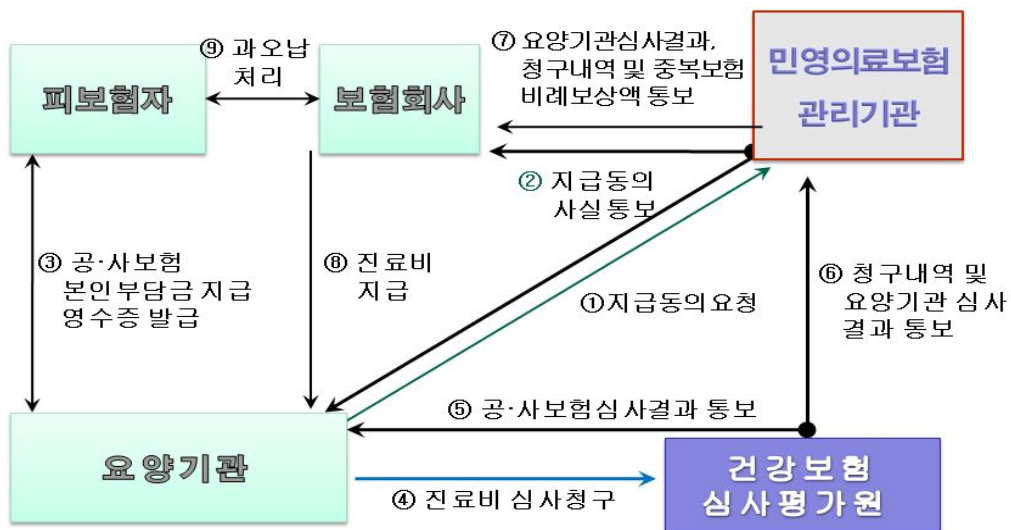 ⑨ 과오납
처리
피보험자
보험회사
⑦ 요양기관심사결과,
청구내역 및 중복보험
비례보상액 통보
민영의료보험
관리기관
② 지급동의
사실통보
③ 공·사보험
본인부담금 지급
영수증 발급
⑧ 진료비
지급
①지급동의요청
⑥ 청구내역 및
요양기관 심사
결과 통보
⑤ 공·사보험심사결과 통보
요양기관
④ 진료비 심사청구
건강보험
심사평가원